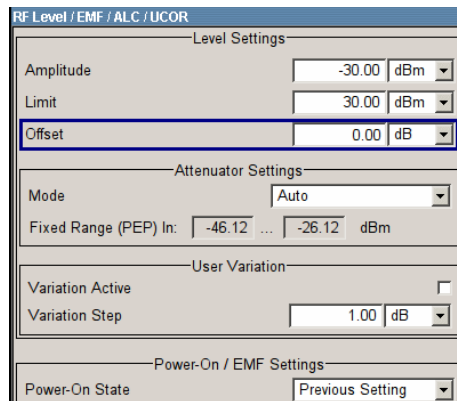 RF Level / EMF / ALC / UCOR
Level Settings
Amplitude -30.00 dBm
Limit 30.00 dBm
Offset 0.00 dB
Attenuator Settings
Mode Auto
Fixed Range (PEP) In: -46.12 ... -26.12 dBm
User Variation
Variation Active
Variation Step 1.00 dB
Power-On / EMF Settings
Power-On State Previous Setting